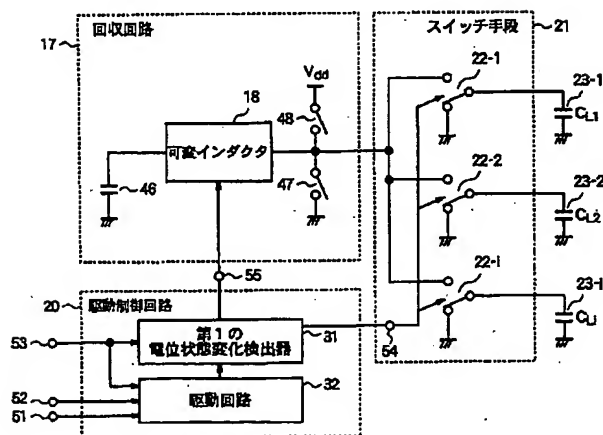 回収回路
17
18
可変インダクタ
46
Vdd
48
47
スイッチ手段
21
22-1
23-1
CL1
22-2
23-2
CL2
22-i
23-i
CLi
55
20
駆動制御回路
53
第1の
電位状態変化検出器
31
54
52
51
駆動回路
32